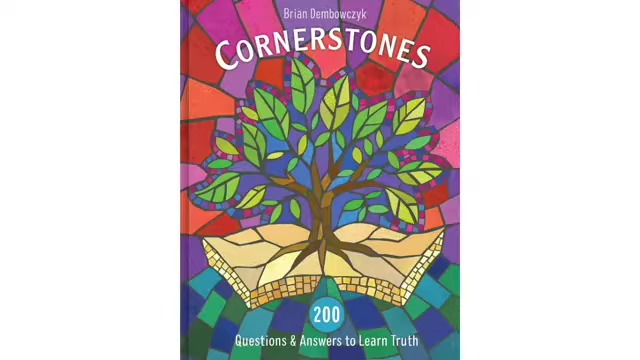 Brian Dembowczyk
CORNERSTONES
200
Questions & Answers to Learn Truth